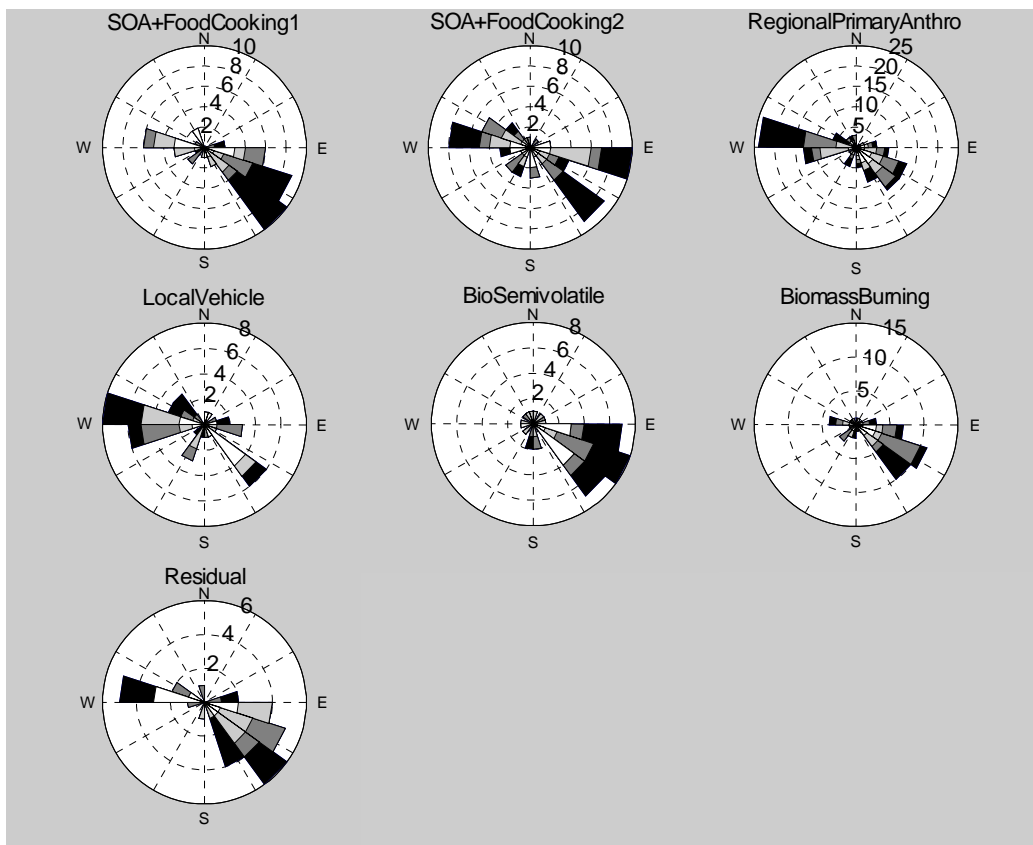 SOA+FoodCooking1
N
10
8
6
4
2
W
E
S
SOA+FoodCooking2
N
10
8
6
4
2
W
E
S
RegionalPrimaryAnthro
N
25
20
15
10
5
W
E
S
LocalVehicle
N
8
6
4
2
W
E
S
BioSemivolatile
N
8
6
4
2
W
E
S
BiomassBurning
N
15
10
5
W
E
S
Residual
N
6
4
2
W
E
S